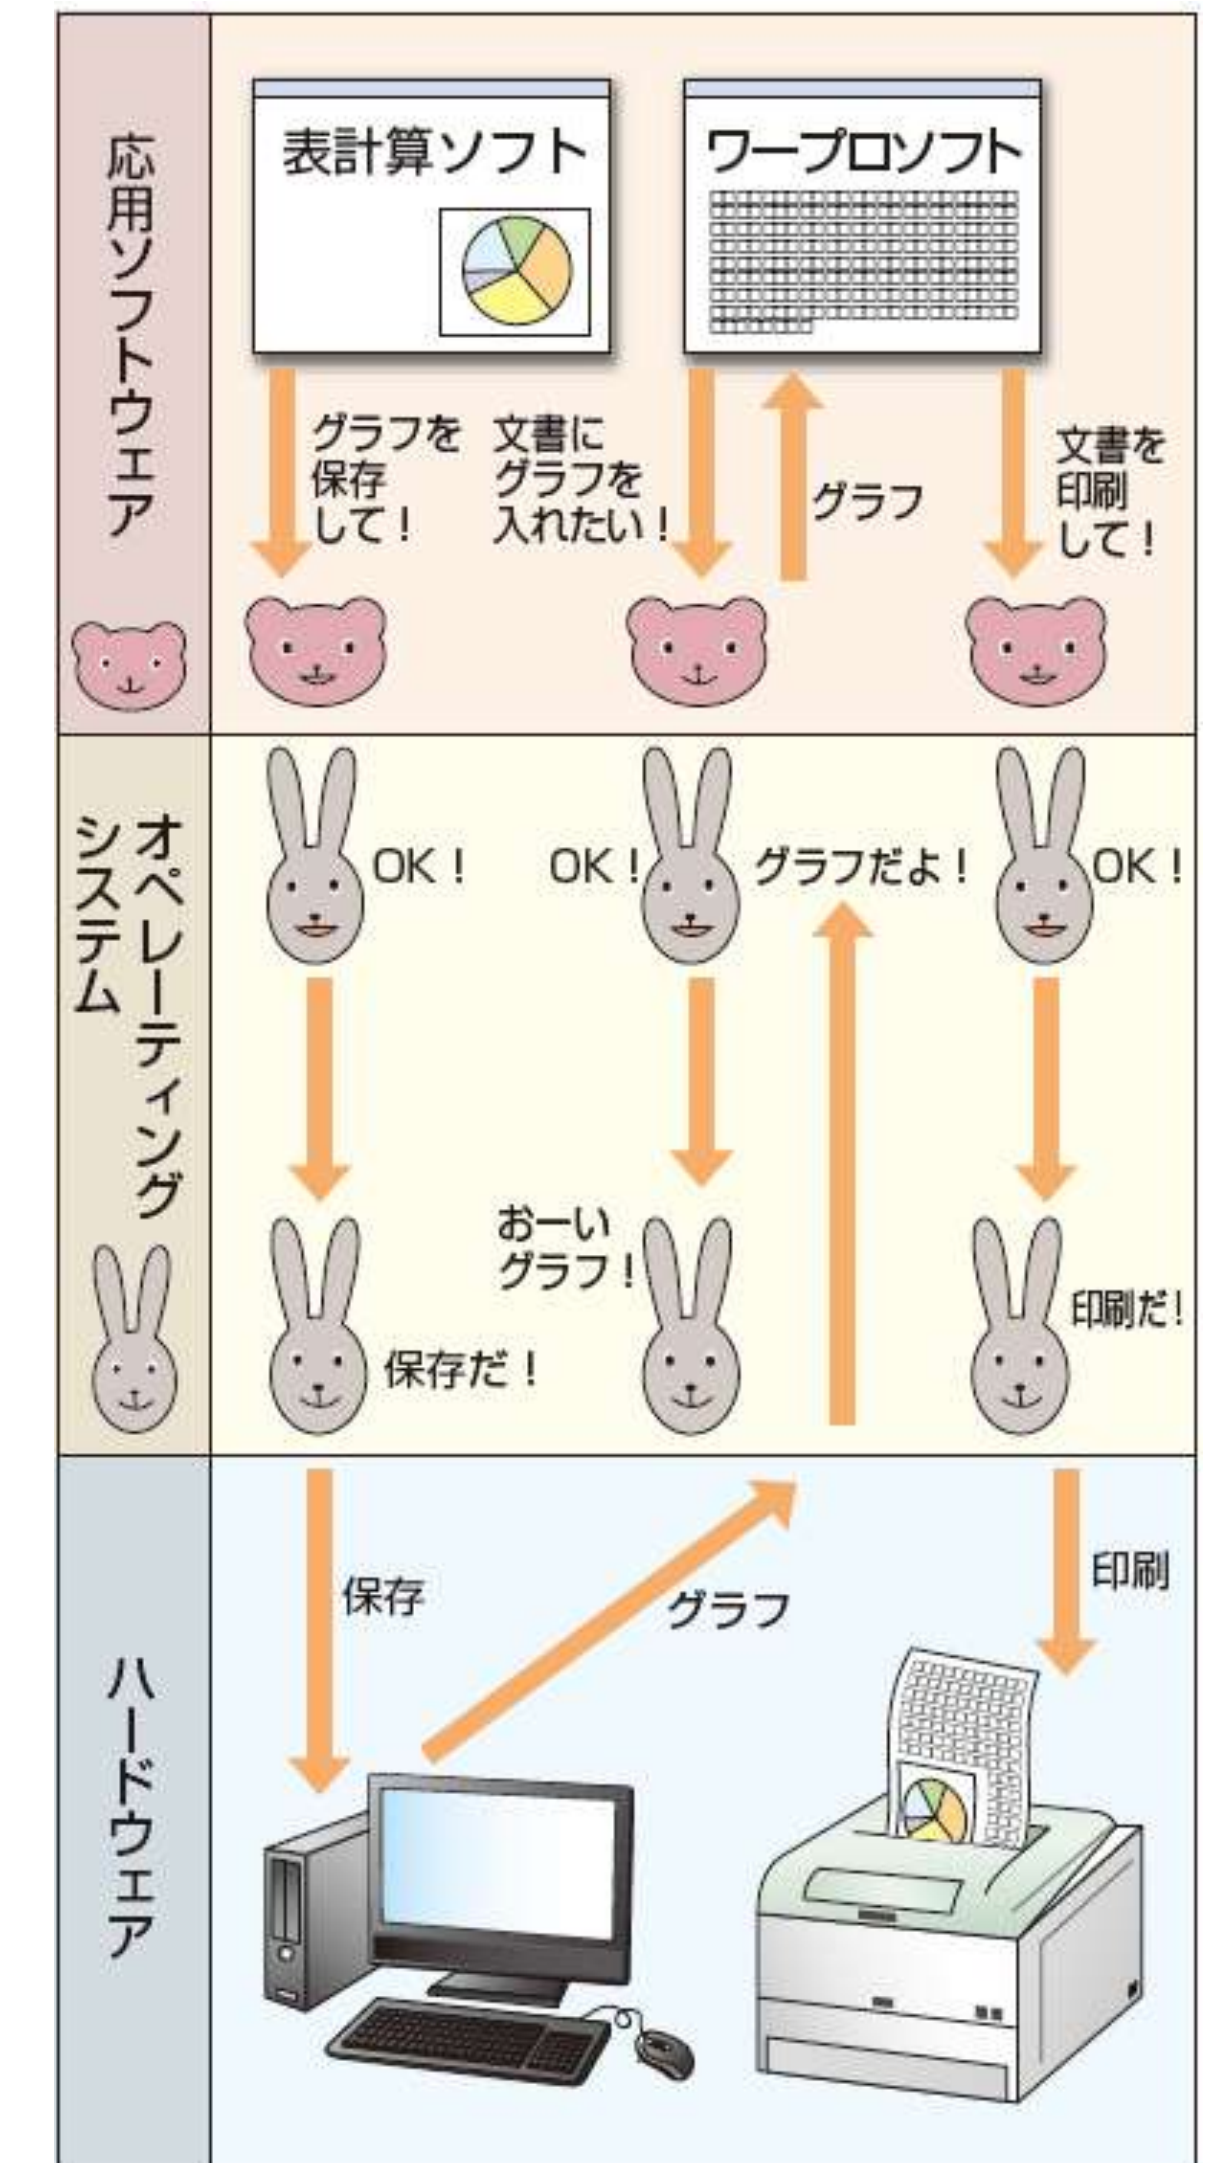 応用ソフトウェア
表計算ソフト
ワープロソフト
グラフを
保存
して！
文書に
グラフを
入れたい！
グラフ
文書を
印刷
して！
オペレーティング
システム
OK！
OK！
グラフだよ！
OK！
おーい
グラフ！
保存だ！
印刷だ！
ハードウェア
保存
グラフ
印刷